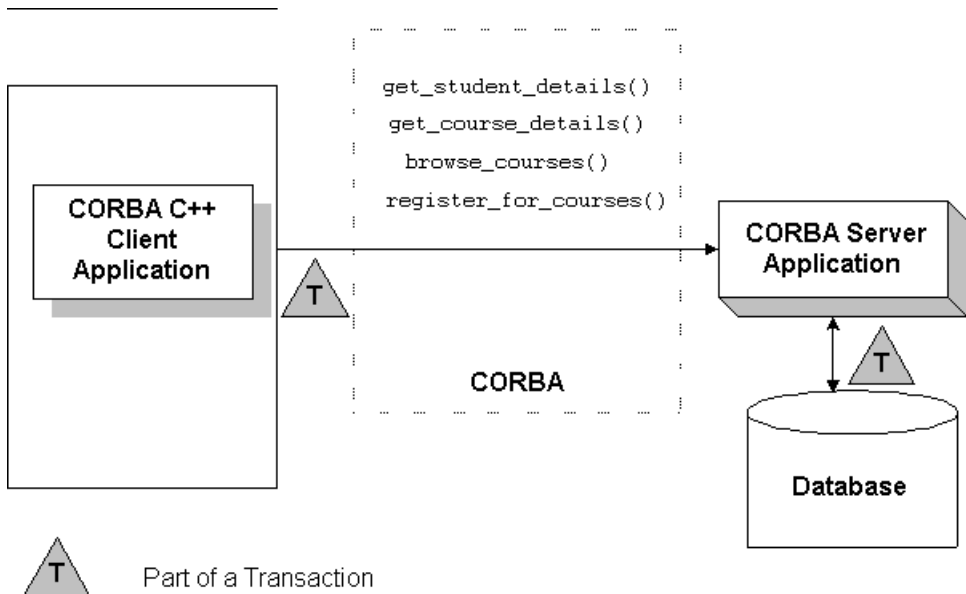 get_student_details()
get_course_details()
browse_courses()
register_for_courses()
CORBA C++
Client
Application
CORBA Server
Application
T
T
CORBA
Database
T
Part of a Transaction